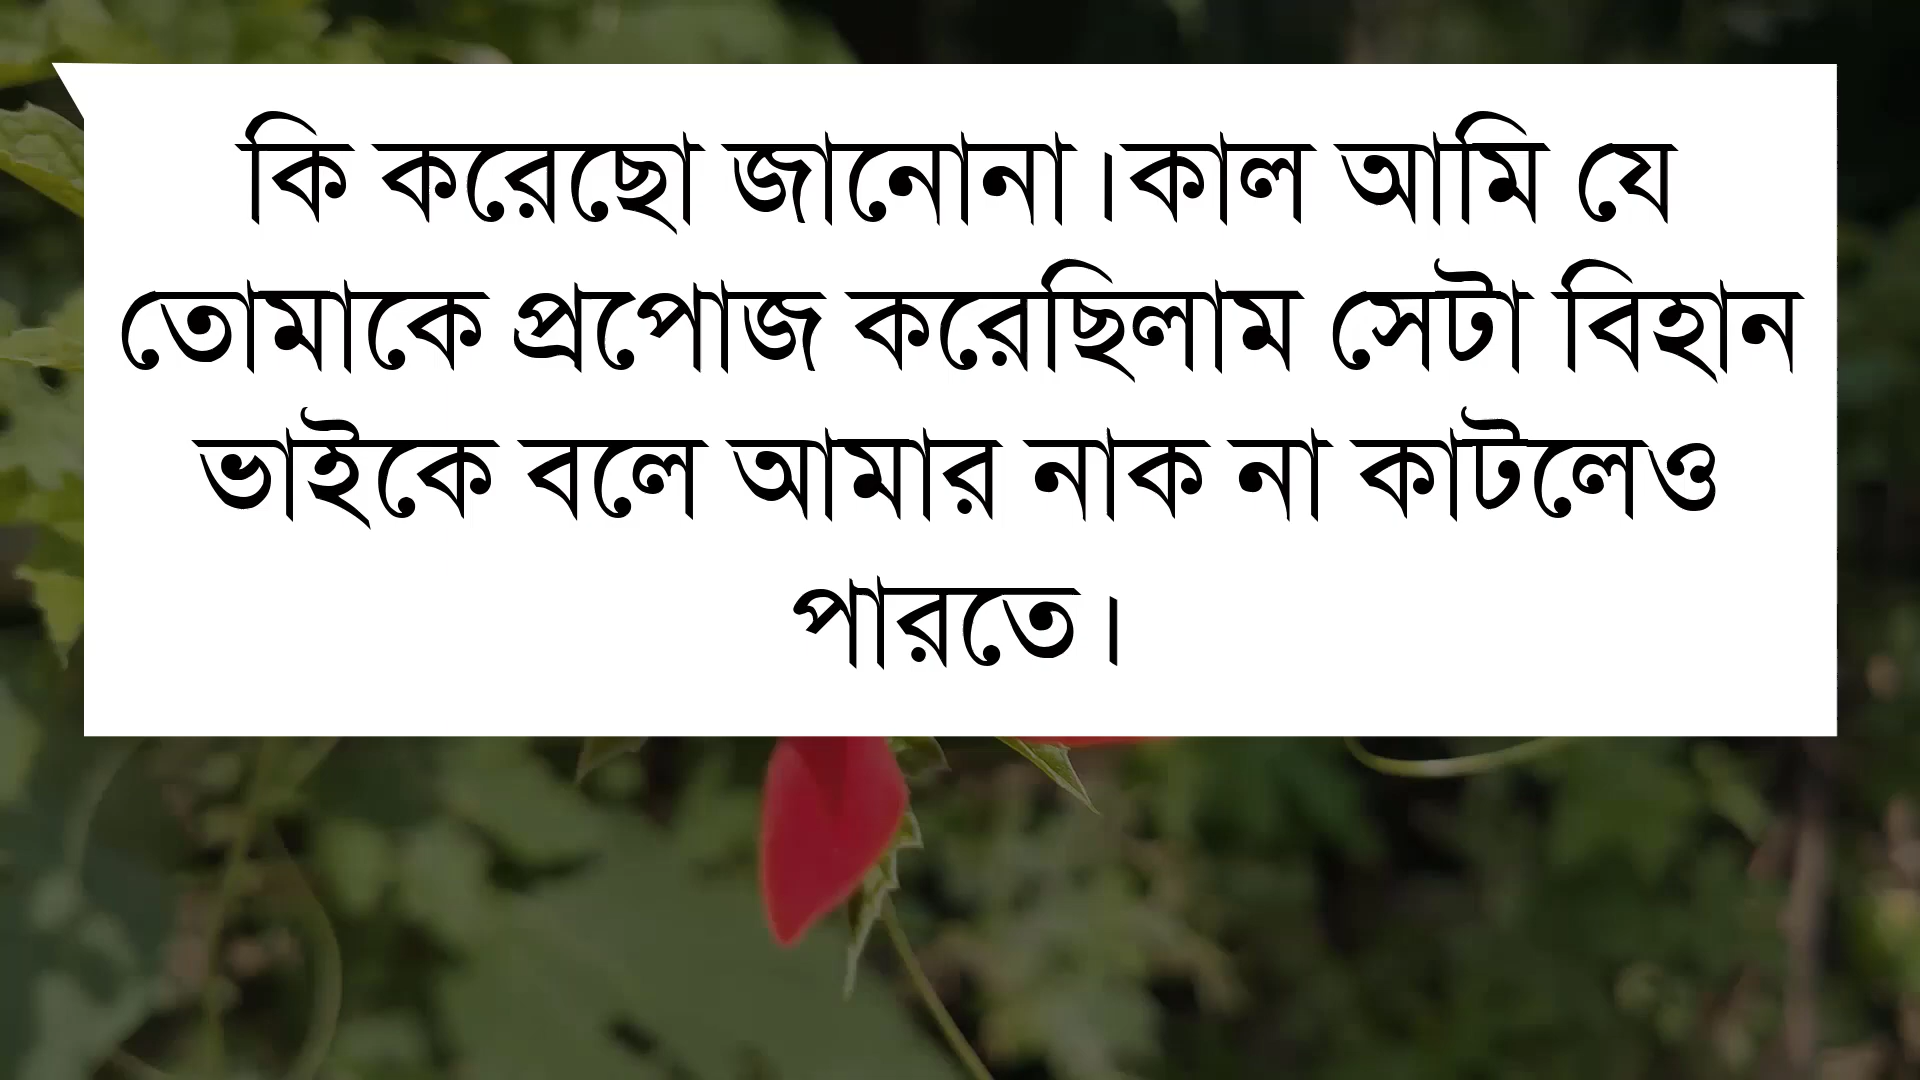 কি করেছো জানোনা।কাল আমি যে
তোমাকে প্রপোজ করেছিলাম সেটা বিহান
ভাইকে বলে আমার নাক না কাটলেও
পারতে।